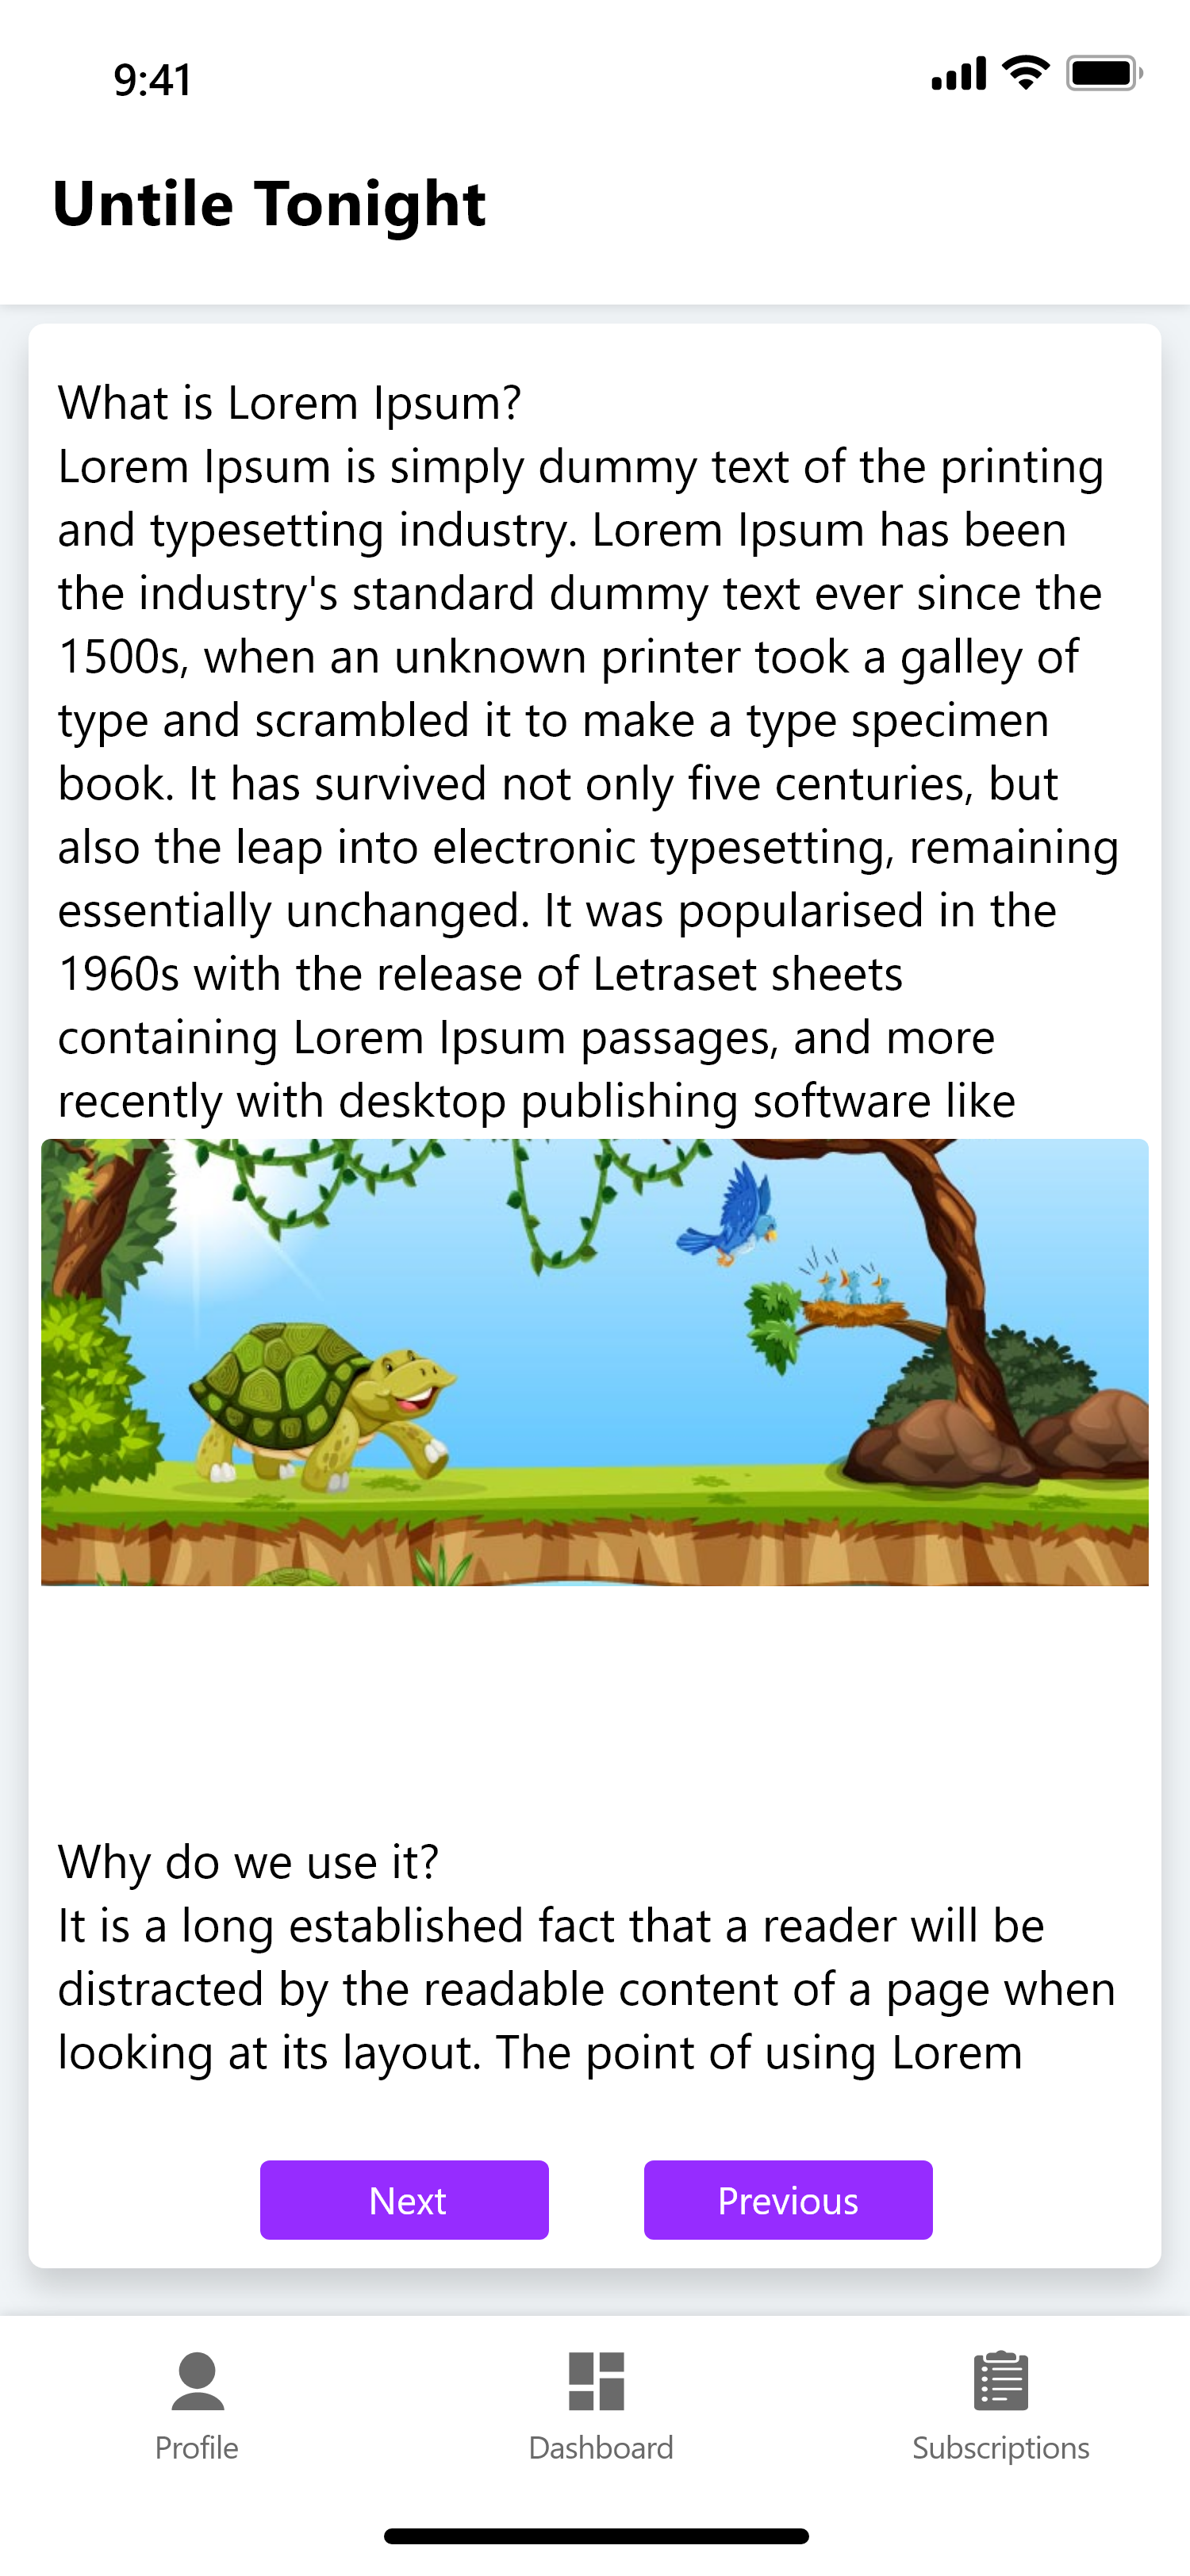 9:41
Untile Tonight
What is Lorem Ipsum?
Lorem Ipsum is simply dummy text of the printing
and typesetting industry. Lorem Ipsum has been
the industry's standard dummy text ever since the
1500s, when an unknown printer took a galley of
type and scrambled it to make a type specimen
book. It has survived not only five centuries, but
also the leap into electronic typesetting, remaining
essentially unchanged. It was popularised in the
1960s with the release of Letraset sheets
containing Lorem Ipsum passages, and more
recently with desktop publishing software like
Why do we use it?
It is a long established fact that a reader will be
distracted by the readable content of a page when
looking at its layout. The point of using Lorem
Next Previous
Profile Dashboard Subscriptions